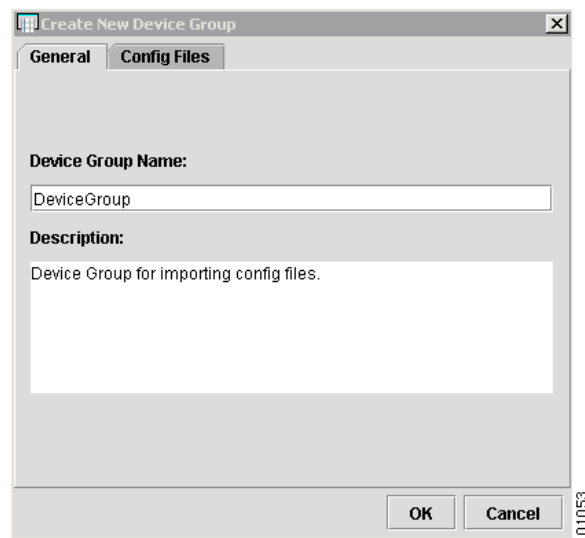 Create New Device Group
General Config Files
Device Group Name:
DeviceGroup
Description:
Device Group for importing config files.
OK Cancel
01053